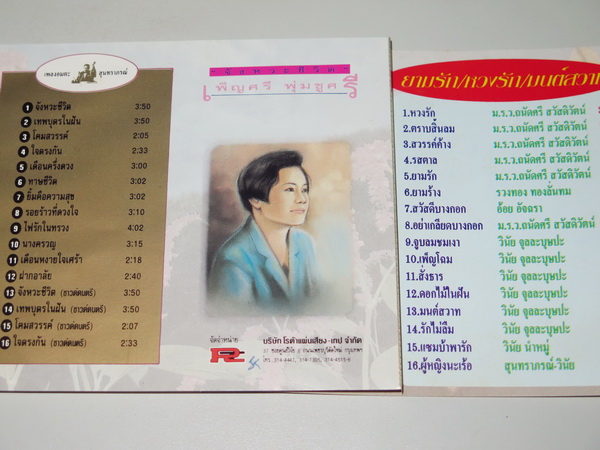 เพลงอมตะ สุนทราภรณ์
1 จังหวะชีวิต 3:50
2 เทพบุตรในฝัน 3:50
3 โคมสวรรค์ 2:05
4 ใจตรงกัน 2:33
5 เดือนครึ่งดวง 3:00
6 ทาษชีวิต 3:02
7 ยิ้มคือความสุข 3:02
8 รอยร้าวที่ดวงใจ 3:10
9 ไฟรักในทรวง 4:02
10 นางครวญ 3:15
11 เดือนหงายใจเศร้า 2:18
12 ฝากอาลัย 2:40
13 จังหวะชีวิต (ซาวด์ดนตรี) 3:50
14 เทพบุตรในฝัน (ซาวด์ดนตรี) 3:50
15 โคมสวรรค์ (ซาวด์ดนตรี) 2:07
16 ใจตรงกัน (ซาวด์ดนตรี) 2:33
"จังหวะชีวิต"
เพ็ญศรี พุ่มชูศรี
จัดจำหน่าย
บริษัท โรต้าแผ่นเสียง-เทป จำกัด
ยามรัก/หวงรัก/มนต์สวาท
1.หวงรัก ม.ร.ว.ถนัดศรี สวัสดิวัตน์
2.ตราบสิ้นลม ม.ร.ว.ถนัดศรี สวัสดิวัตน์
3.สวรรค์ค้าง ม.ร.ว.ถนัดศรี สวัสดิวัตน์
4.รสตาล ม.ร.ว.ถนัดศรี สวัสดิวัตน์
5.ยามรัก ม.ร.ว.ถนัดศรี สวัสดิวัตน์
6.ยามร้าง รวงทอง ทองลั่นทม
7.สวัสดีบางกอก อ้อย อัจฉรา
8.อย่าเกลียดบางกอก ม.ร.ว.ถนัดศรี สวัสดิวัตน์
9.จูบลมชมเงา วินัย จุลละบุษปะ
10.เพ็ญโฉม วินัย จุลละบุษปะ
11.สั่งธาร วินัย จุลละบุษปะ
12.ดอกไม้ในฝัน วินัย จุลละบุษปะ
13.มนต์สวาท วินัย จุลละบุษปะ
14.รักไม่ลืม วินัย จุลละบุษปะ
15.แซมบ้าพารัก วินัย นำหมู่
16.ผู้หญิงนะเร้อ สุนทราภรณ์-วินัย